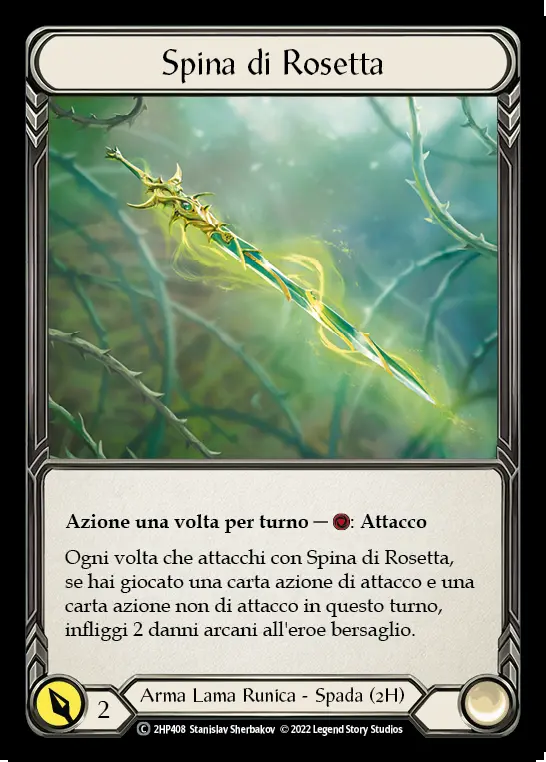 Spina di Rosetta
Azione una volta per turno — : Attacco
Ogni volta che attacchi con Spina di Rosetta,
se hai giocato una carta azione di attacco e una
carta azione non di attacco in questo turno,
infliggi 2 danni arcani all'eroe bersaglio.
2
Arma Lama Runica - Spada (2H)
C 2HP408 Stanislav Sherbakov © 2022 Legend Story Studios